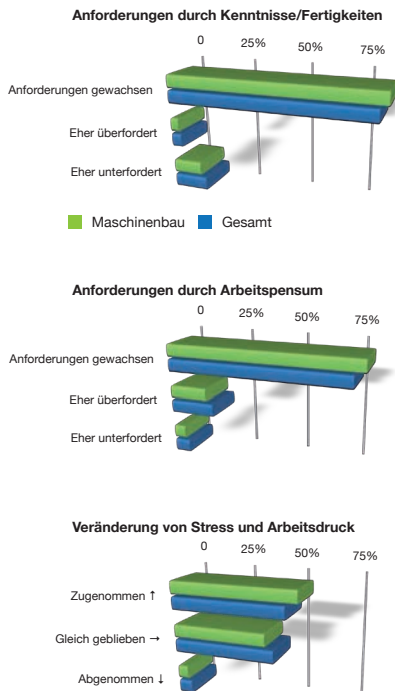 Anforderungen durch Kenntnisse/Fertigkeiten
0 25% 50% 75%
Anforderungen gewachsen
Eher überfordert
Eher unterfordert
Maschinenbau Gesamt
Anforderungen durch Arbeitspensum
0 25% 50% 75%
Anforderungen gewachsen
Eher überfordert
Eher unterfordert
Veränderung von Stress und Arbeitsdruck
0 25% 50% 75%
Zugenommen ↑
Gleich geblieben →
Abgenommen ↓